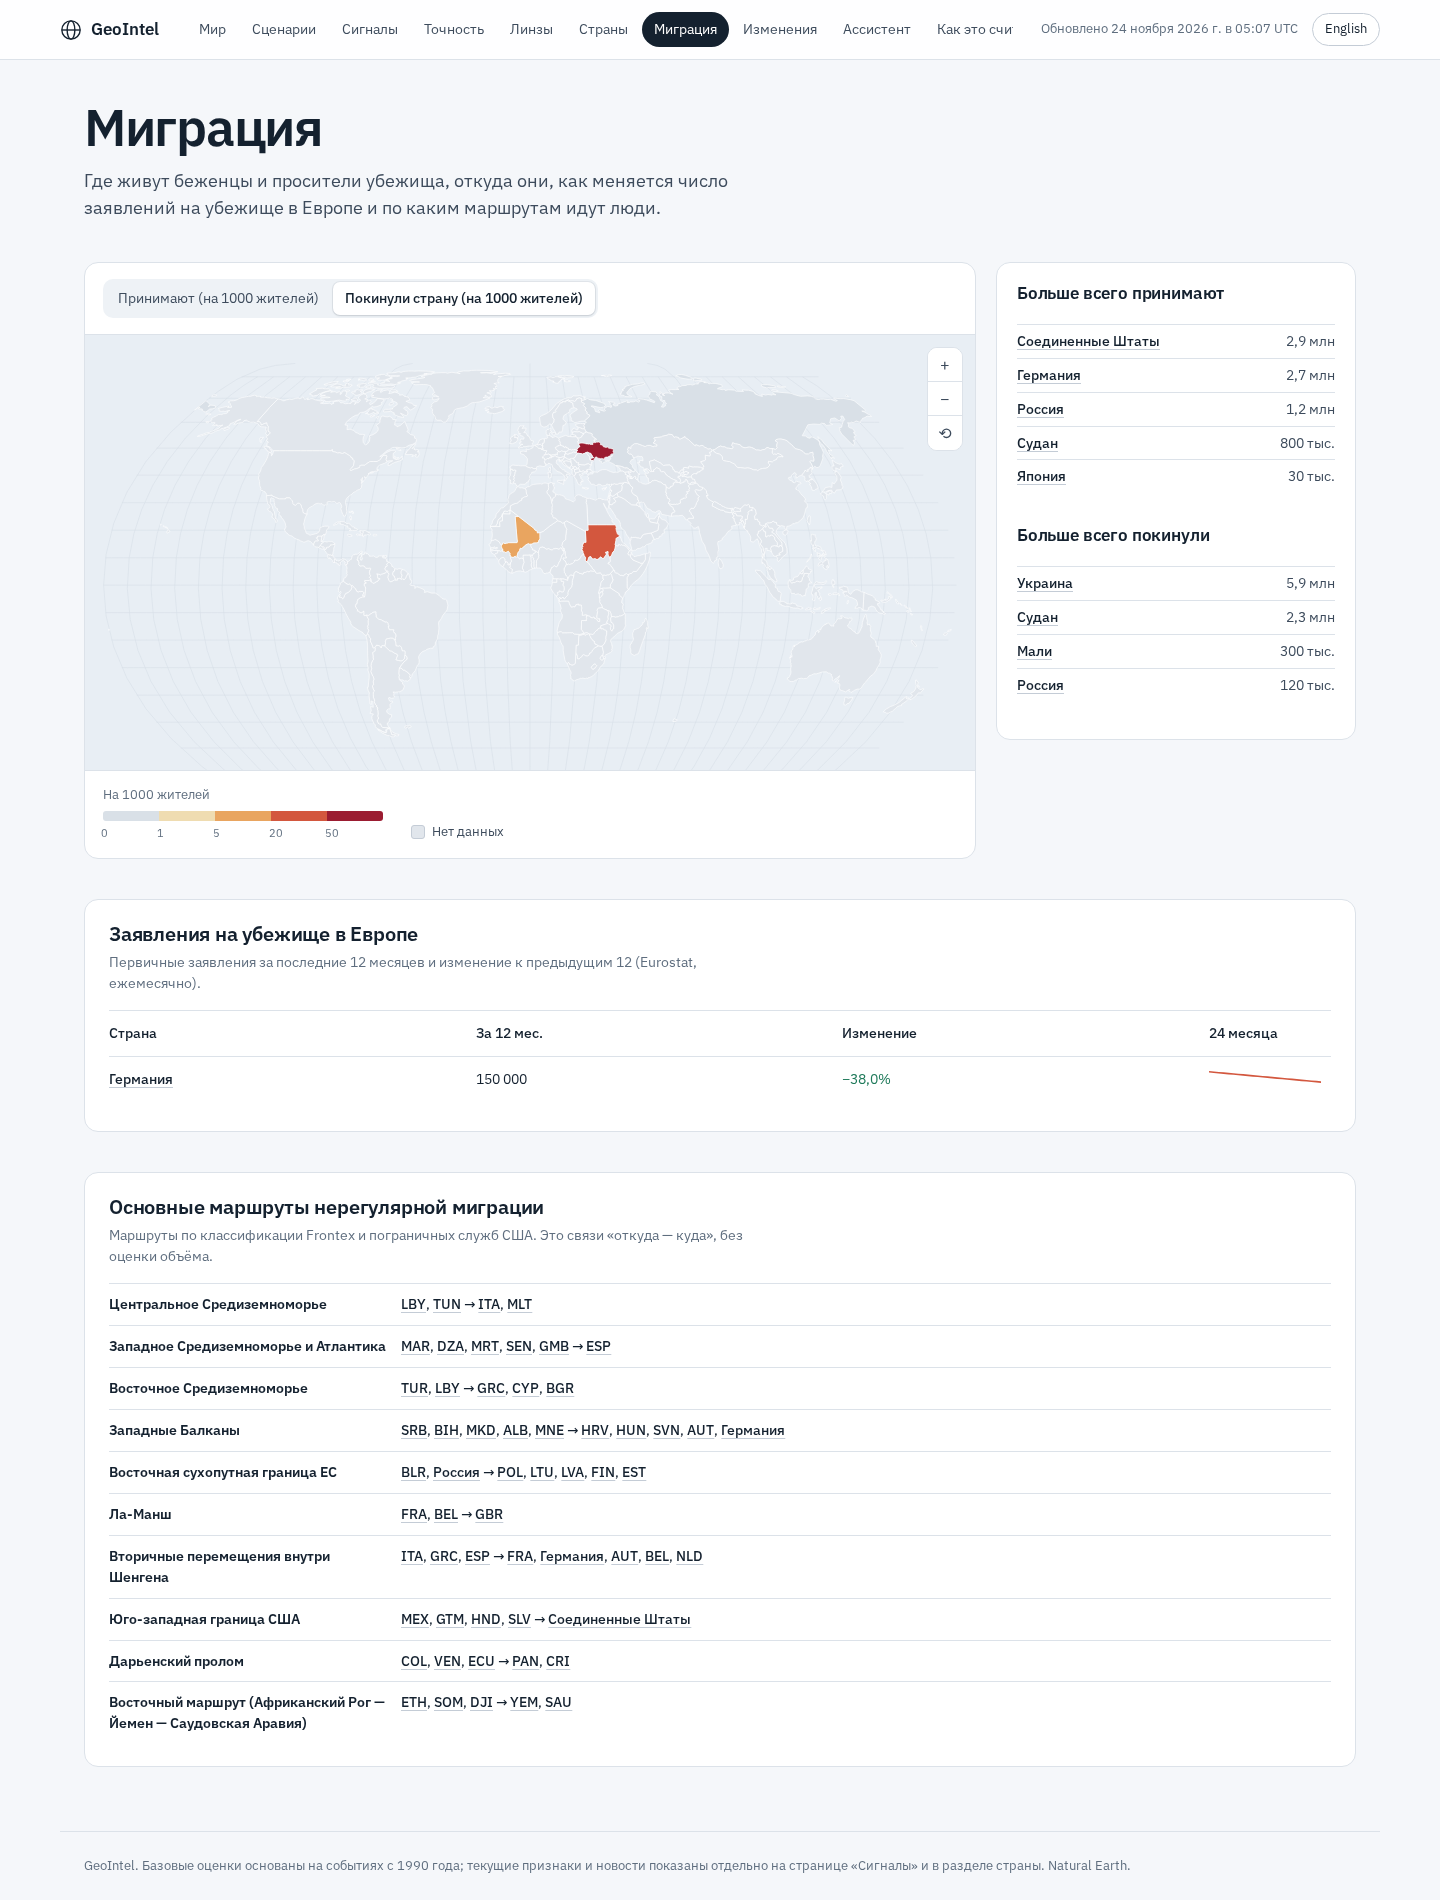 GeoIntel
Мир
Сценарии
Сигналы
Точность
Линзы
Страны
Миграция
Изменения
Ассистент
Как это счи
Обновлено 24 ноября 2026 г. в 05:07 UTC
English
Миграция
Где живут беженцы и просители убежища, откуда они, как меняется число
заявлений на убежище в Европе и по каким маршрутам идут люди.
Принимают (на 1000 жителей)
Покинули страну (на 1000 жителей)
+
−
⟲
На 1000 жителей
0 1 5 20 50
Нет данных
Больше всего принимают
Соединенные Штаты 2,9 млн
Германия 2,7 млн
Россия 1,2 млн
Судан 800 тыс.
Япония 30 тыс.
Больше всего покинули
Украина 5,9 млн
Судан 2,3 млн
Мали 300 тыс.
Россия 120 тыс.
Заявления на убежище в Европе
Первичные заявления за последние 12 месяцев и изменение к предыдущим 12 (Eurostat,
ежемесячно).
Страна За 12 мес. Изменение 24 месяца
Германия 150 000 −38,0%
Основные маршруты нерегулярной миграции
Маршруты по классификации Frontex и пограничных служб США. Это связи «откуда — куда», без
оценки объёма.
Центральное Средиземноморье LBY, TUN → ITA, MLT
Западное Средиземноморье и Атлантика MAR, DZA, MRT, SEN, GMB → ESP
Восточное Средиземноморье TUR, LBY → GRC, CYP, BGR
Западные Балканы SRB, BIH, MKD, ALB, MNE → HRV, HUN, SVN, AUT, Германия
Восточная сухопутная граница ЕС BLR, Россия → POL, LTU, LVA, FIN, EST
Ла-Манш FRA, BEL → GBR
Вторичные перемещения внутри ITA, GRC, ESP → FRA, Германия, AUT, BEL, NLD
Шенгена
Юго-западная граница США MEX, GTM, HND, SLV → Соединенные Штаты
Дарьенский пролом COL, VEN, ECU → PAN, CRI
Восточный маршрут (Африканский Рог — ETH, SOM, DJI → YEM, SAU
Йемен — Саудовская Аравия)
GeoIntel. Базовые оценки основаны на событиях с 1990 года; текущие признаки и новости показаны отдельно на странице «Сигналы» и в разделе страны. Natural Earth.